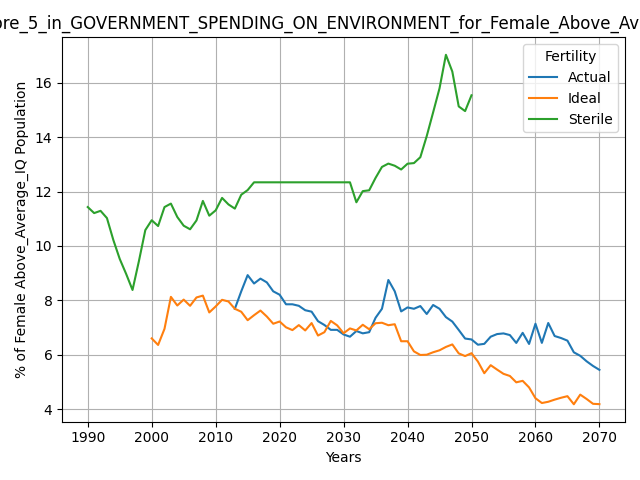 ore_5_in_GOVERNMENT_SPENDING_ON_ENVIRONMENT_for_Female_Above_Av
Fertility
Actual
Ideal
Sterile
% of Female Above_Average_IQ Population
16
14
12
10
8
6
4
1990 2000 2010 2020 2030 2040 2050 2060 2070
Years